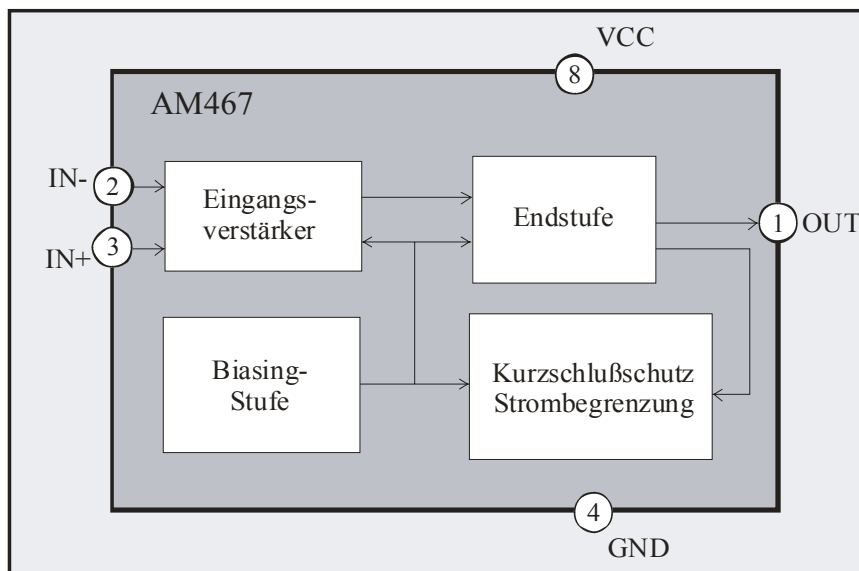 VCC
8
AM467
IN-
2
Eingangs-
verstärker
Endstufe
1
OUT
3
IN+
Biasing-
Stufe
Kurzschlußschutz
Strombegrenzung
4
GND